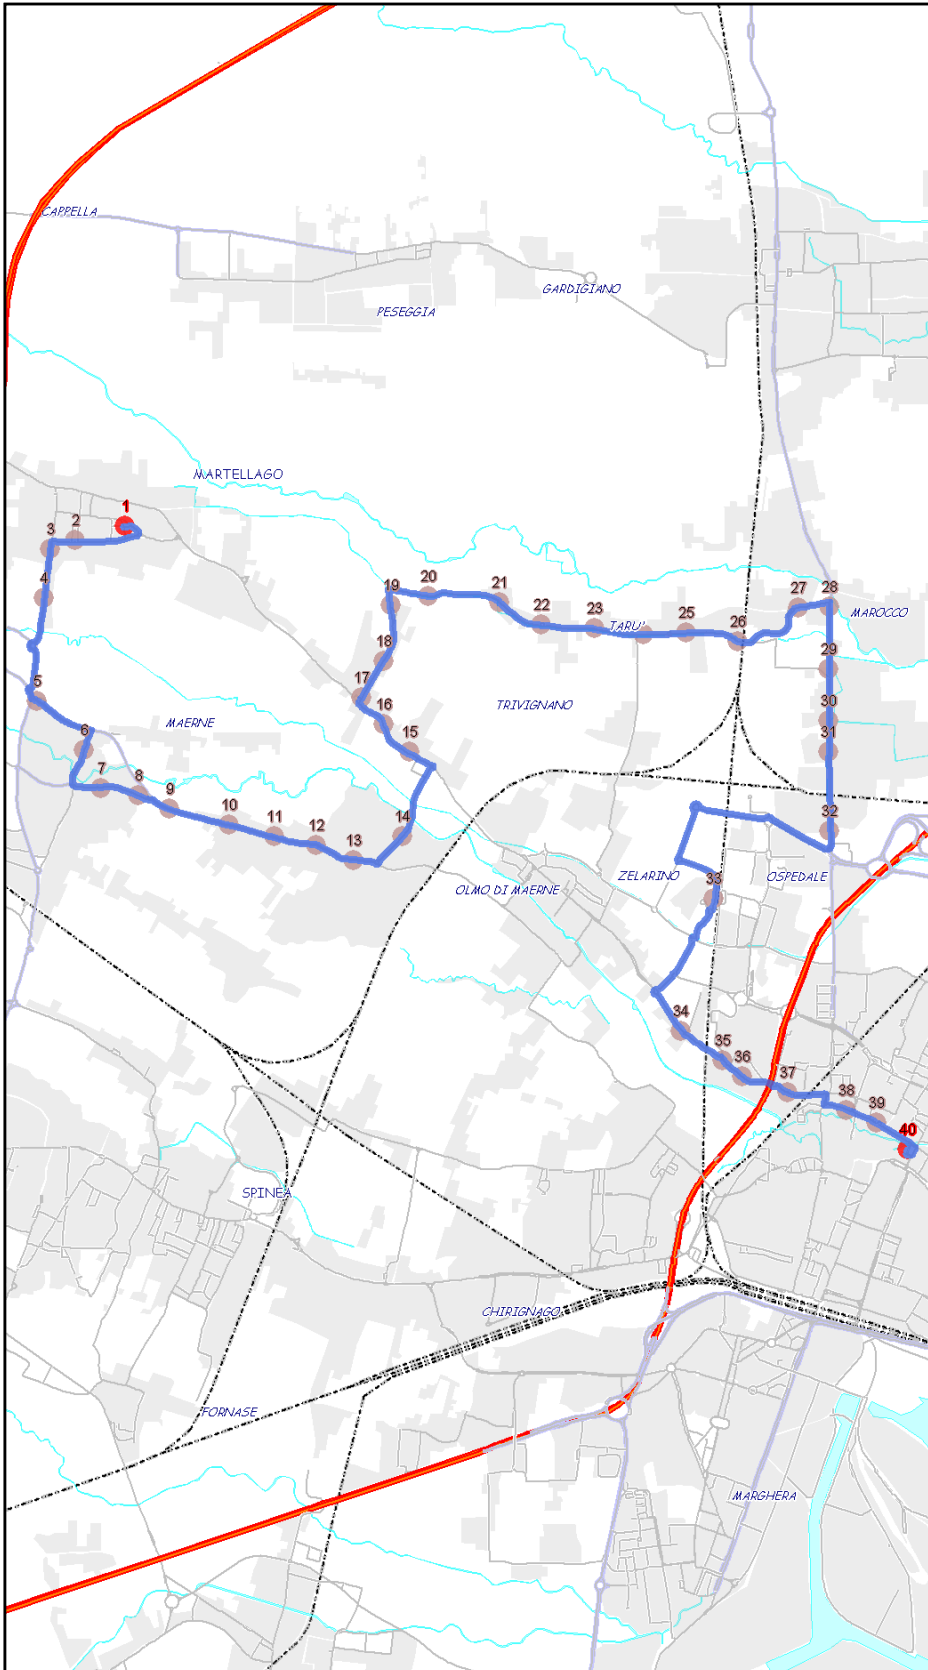 CAPPELLA
GARDIGIANO
PESEGGIA
MARTELLAGO
1
2
3
4
19
20
21
22
23
TARU'
25
26
27
28
MAROCCO
29
18
17
16
TRIVIGNANO
30
5
MAERNE
6
15
31
7
8
9
10
11
12
13
14
32
OLMO DI MAERNE
ZELARINO
33
OSPEDALE
34
35
36
37
38
39
40
SPINEA
CHIRIGNAGO
FORNASE
MARGHERA